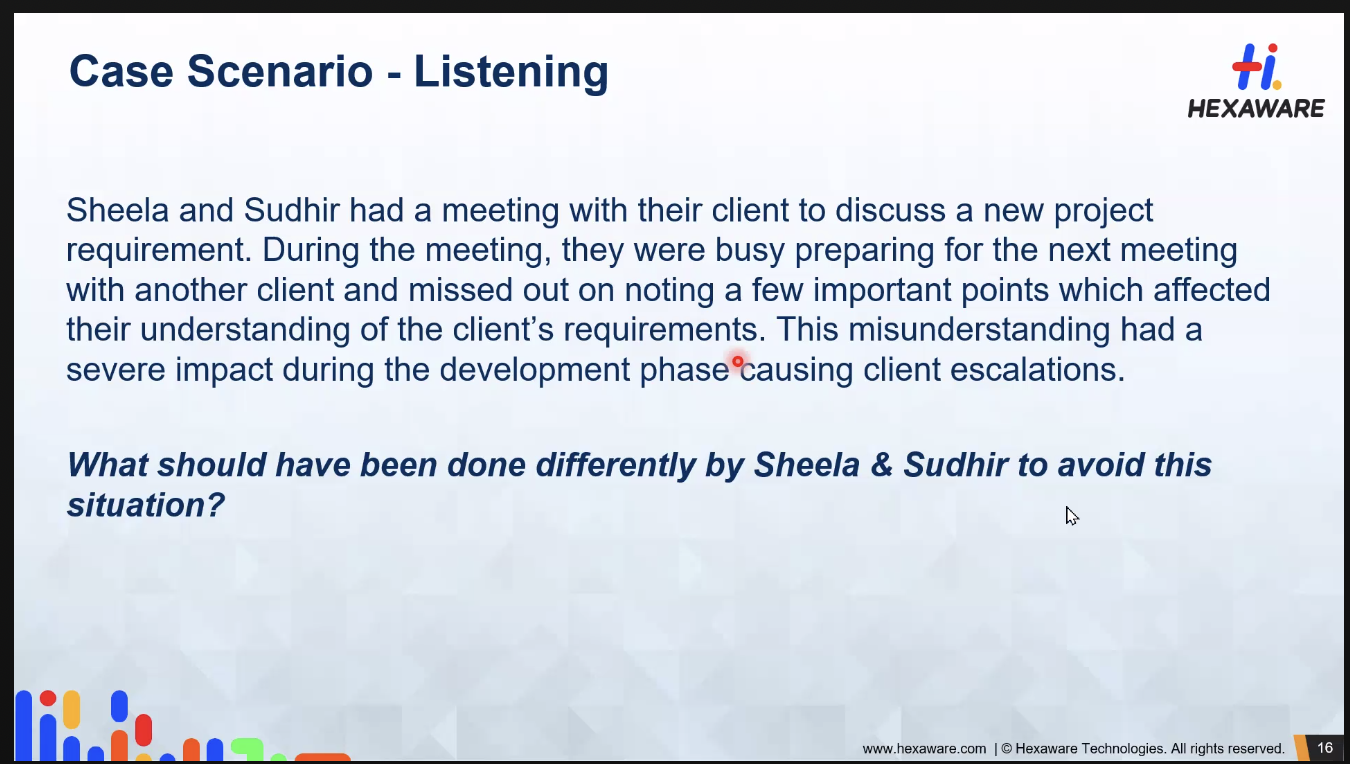 Case Scenario - Listening
HEXAWARE
Sheela and Sudhir had a meeting with their client to discuss a new project
requirement. During the meeting, they were busy preparing for the next meeting
with another client and missed out on noting a few important points which affected
their understanding of the client’s requirements. This misunderstanding had a
severe impact during the development phase causing client escalations.
What should have been done differently by Sheela & Sudhir to avoid this
situation?
www.hexaware.com | © Hexaware Technologies. All rights reserved. 16